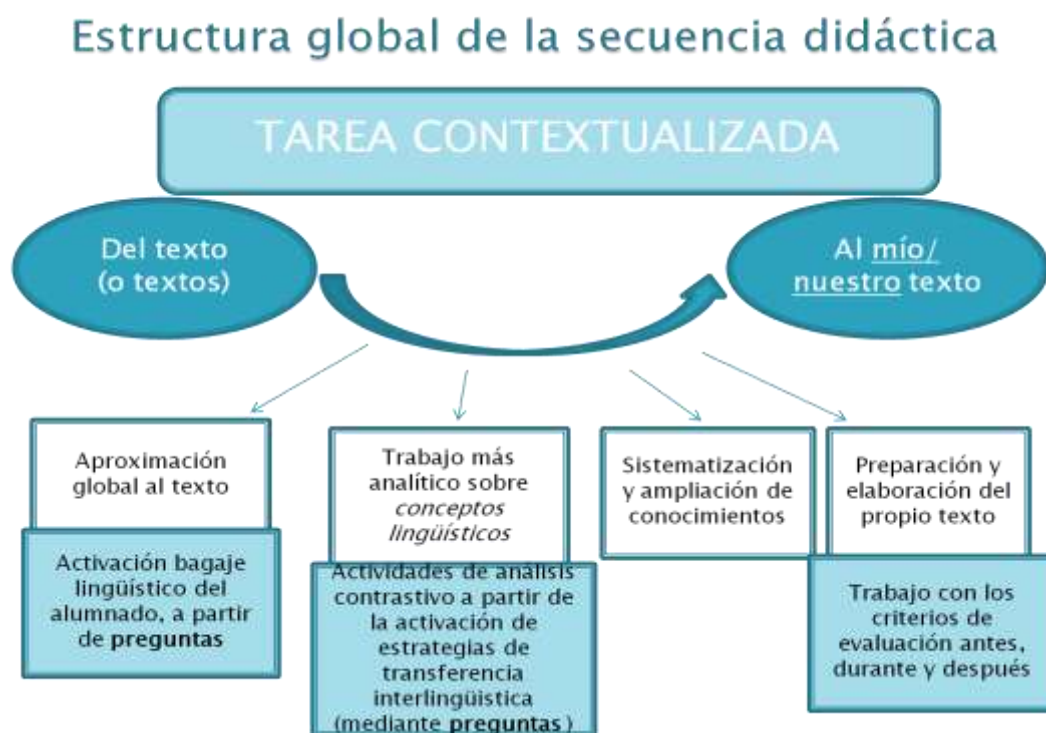 Estructura global de la secuencia didáctica
TAREA CONTEXTUALIZADA
Del texto
(o textos)
Al mío/
nuestro texto
Aproximación
global al texto
Activación bagaje
lingüístico del
alumnado, a partir
de preguntas
Trabajo más
analítico sobre
conceptos
lingüísticos
Actividades de análisis
contrastivo a partir de
la activación de
estrategias de
transferencia
interlingüistica
(mediante preguntas)
Sistematización
y ampliación de
conocimientos
Preparación y
elaboración del
propio texto
Trabajo con los
criterios de
evaluación antes,
durante y después